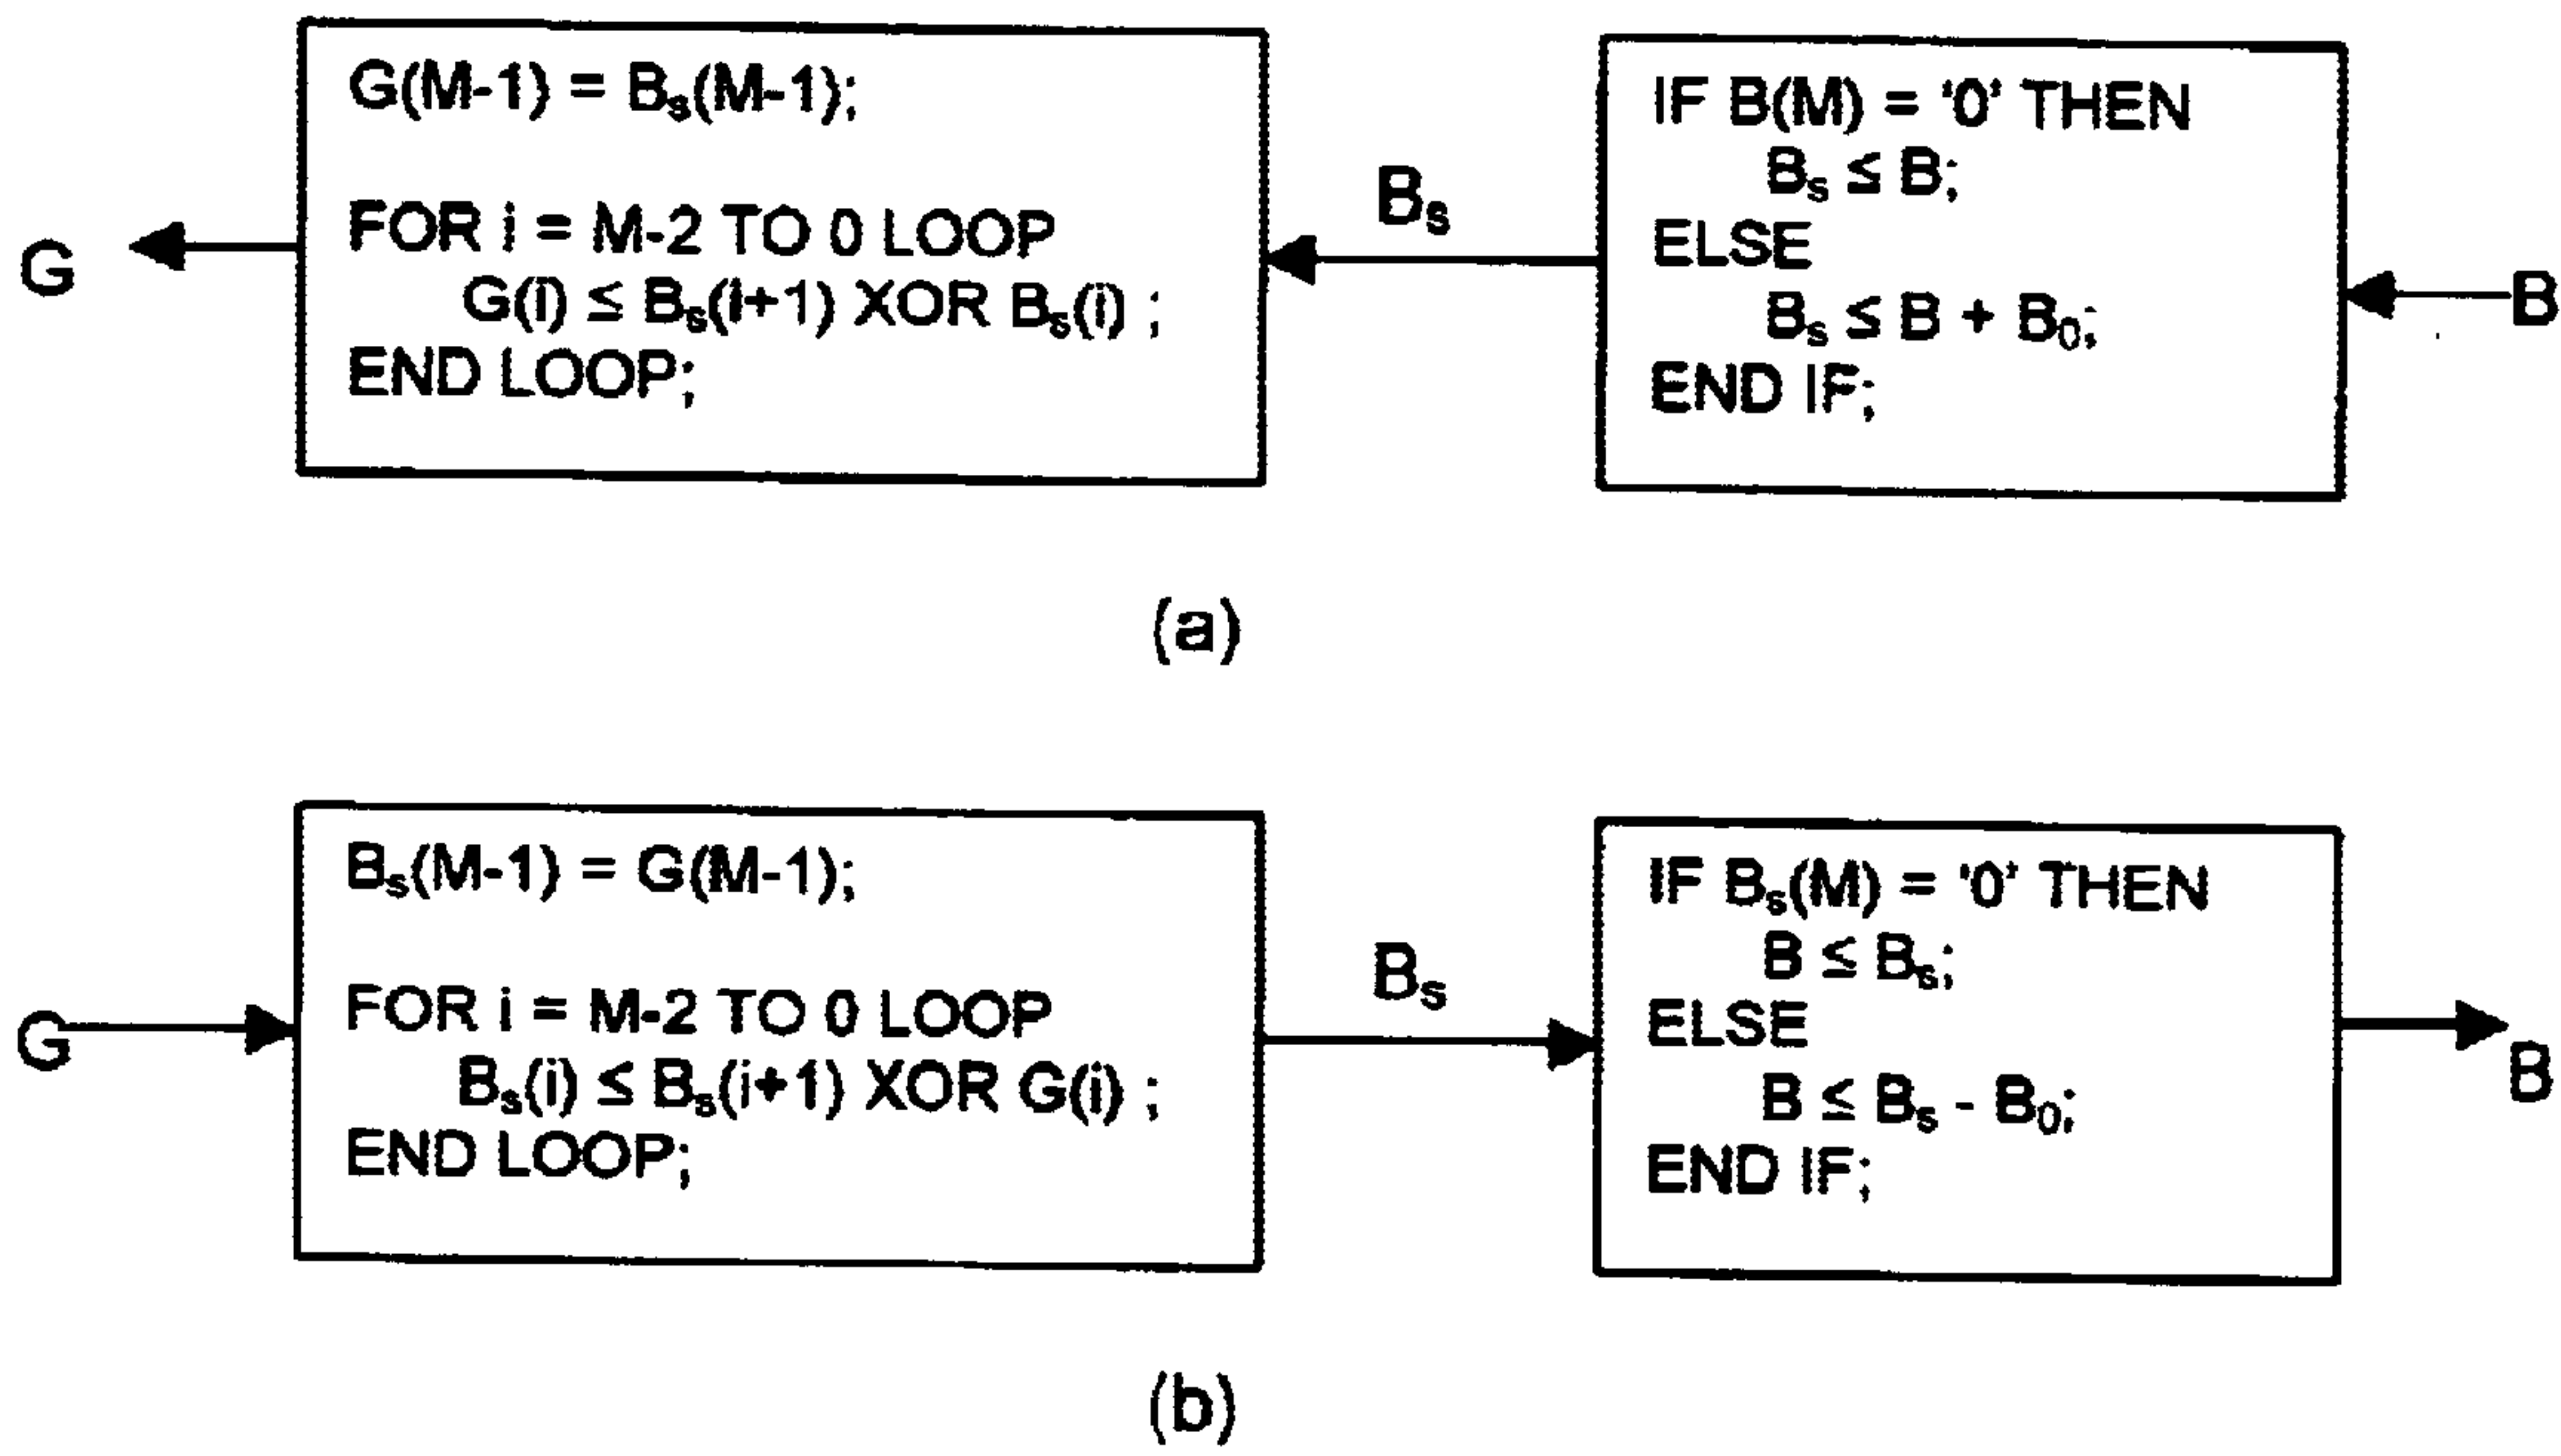 G(M-1) = Bₛ(M-1);
FOR i = M-2 TO 0 LOOP
G(i) ≤ Bₛ(i+1) XOR Bₛ(i) ;
END LOOP;
G
Bₛ
IF B(M) = ‘0’ THEN
Bₛ ≤ B;
ELSE
Bₛ ≤ B + B₀;
END IF;
B
(a)
Bₛ(M-1) = G(M-1);
FOR i = M-2 TO 0 LOOP
Bₛ(i) ≤ Bₛ(i+1) XOR G(i) ;
END LOOP;
G
Bₛ
IF Bₛ(M) = ‘0’ THEN
B ≤ Bₛ;
ELSE
B ≤ Bₛ - B₀;
END IF;
B
(b)